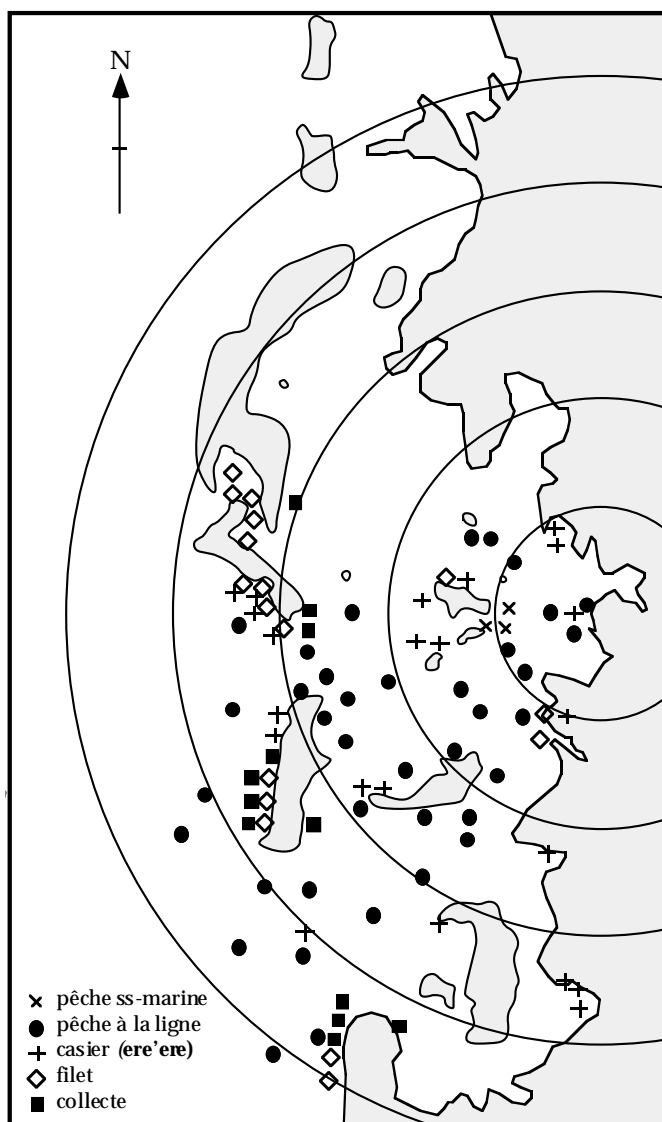 N
pêche ss-marine
pêche à la ligne
casier (ere'ere)
filet
collecte